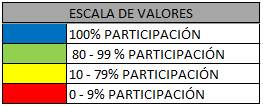 ESCALA DE VALORES
100% PARTICIPACIÓN
80 - 99 % PARTICIPACIÓN
10 - 79% PARTICIPACIÓN
0 - 9% PARTICIPACIÓN